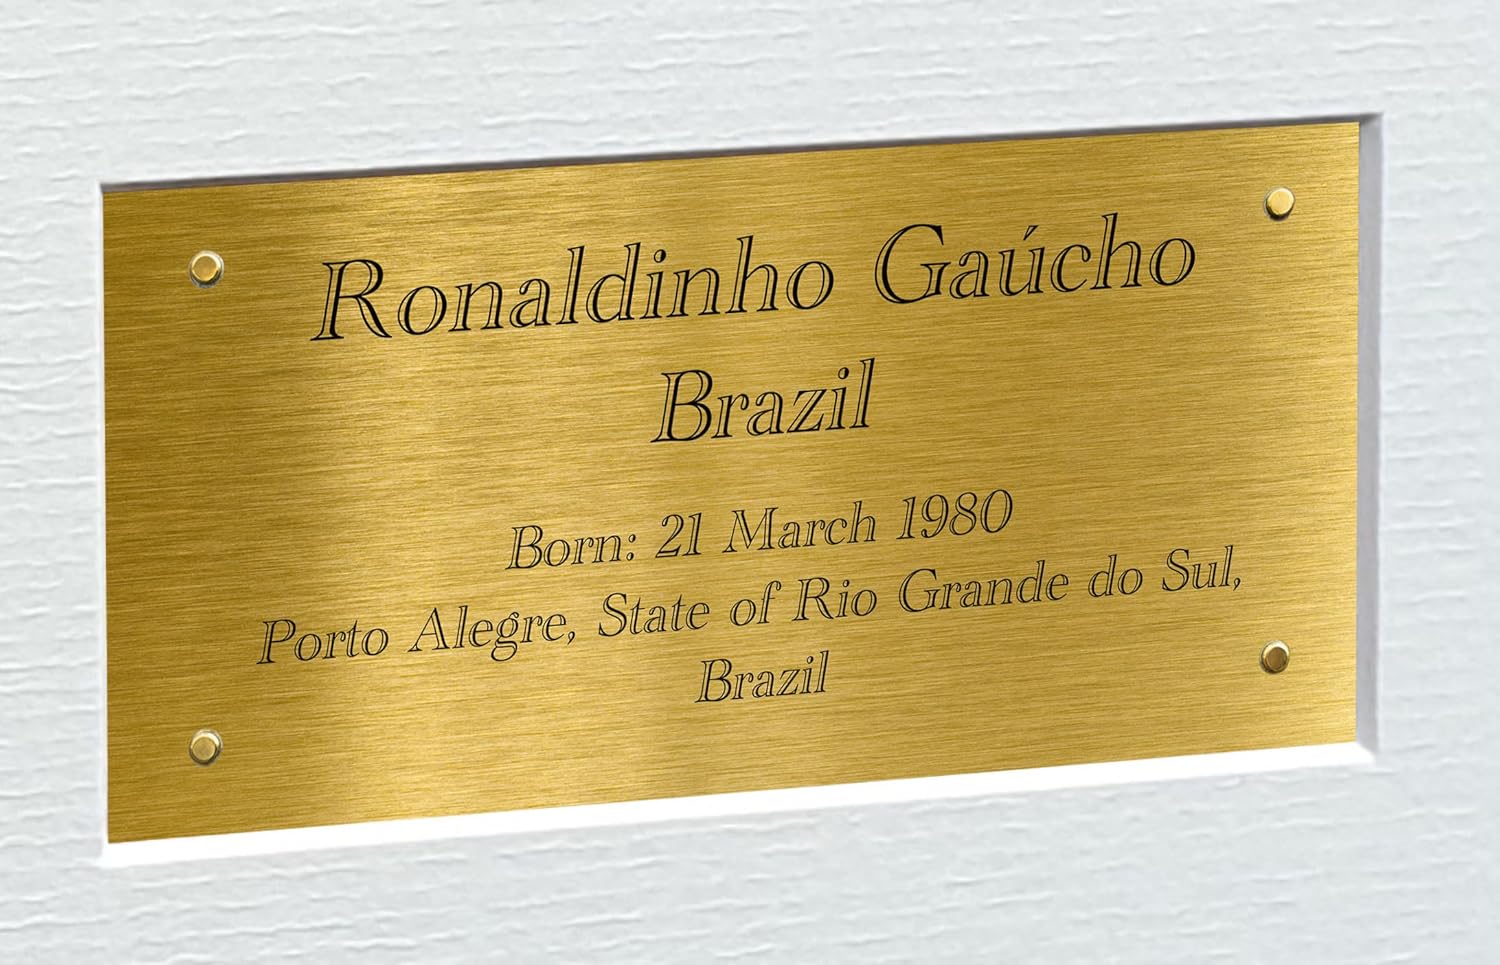 Ronaldinho Gaúcho
Brazil
Born: 21 March 1980
Porto Alegre, State of Rio Grande do Sul,
Brazil